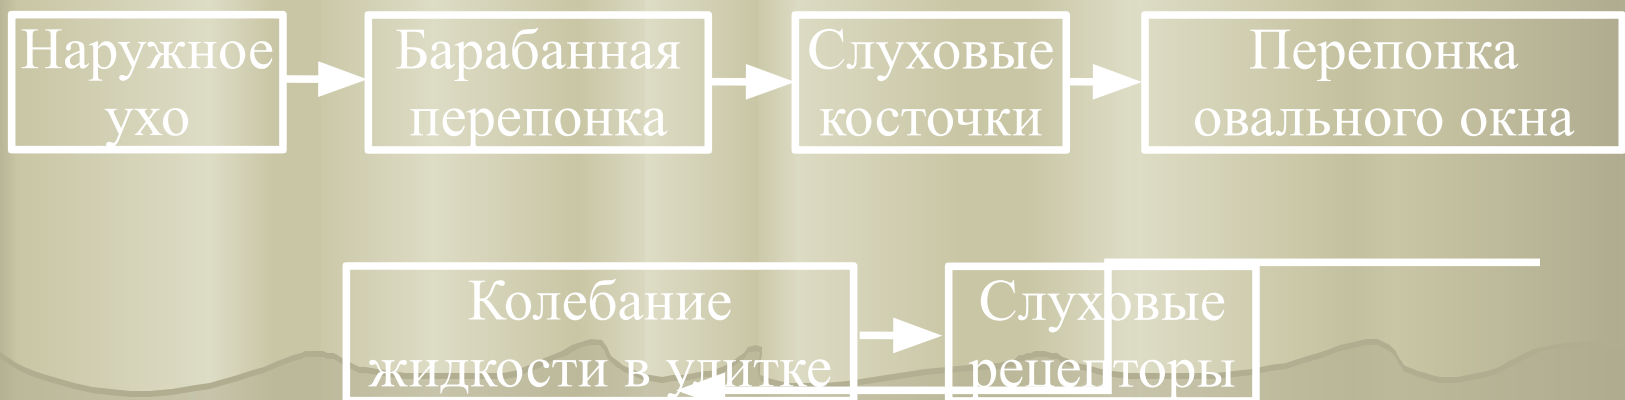 Наружное
ухо
Барабанная
перепонка
Слуховые
косточки
Перепонка
овального окна
Колебание
жидкости в улитке
Слуховые
рецепторы